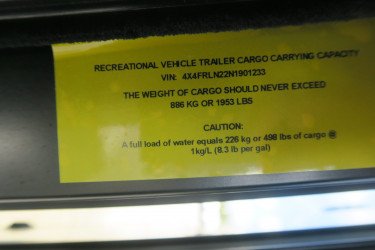 RECREATIONAL VEHICLE TRAILER CARGO CARRYING CAPACITY
VIN: 4X4FRLN22N1901233
THE WEIGHT OF CARGO SHOULD NEVER EXCEED
886 KG OR 1953 LBS
CAUTION:
A full load of water equals 226 kg or 498 lbs of cargo @
1kg/L (8.3 lb per gal)